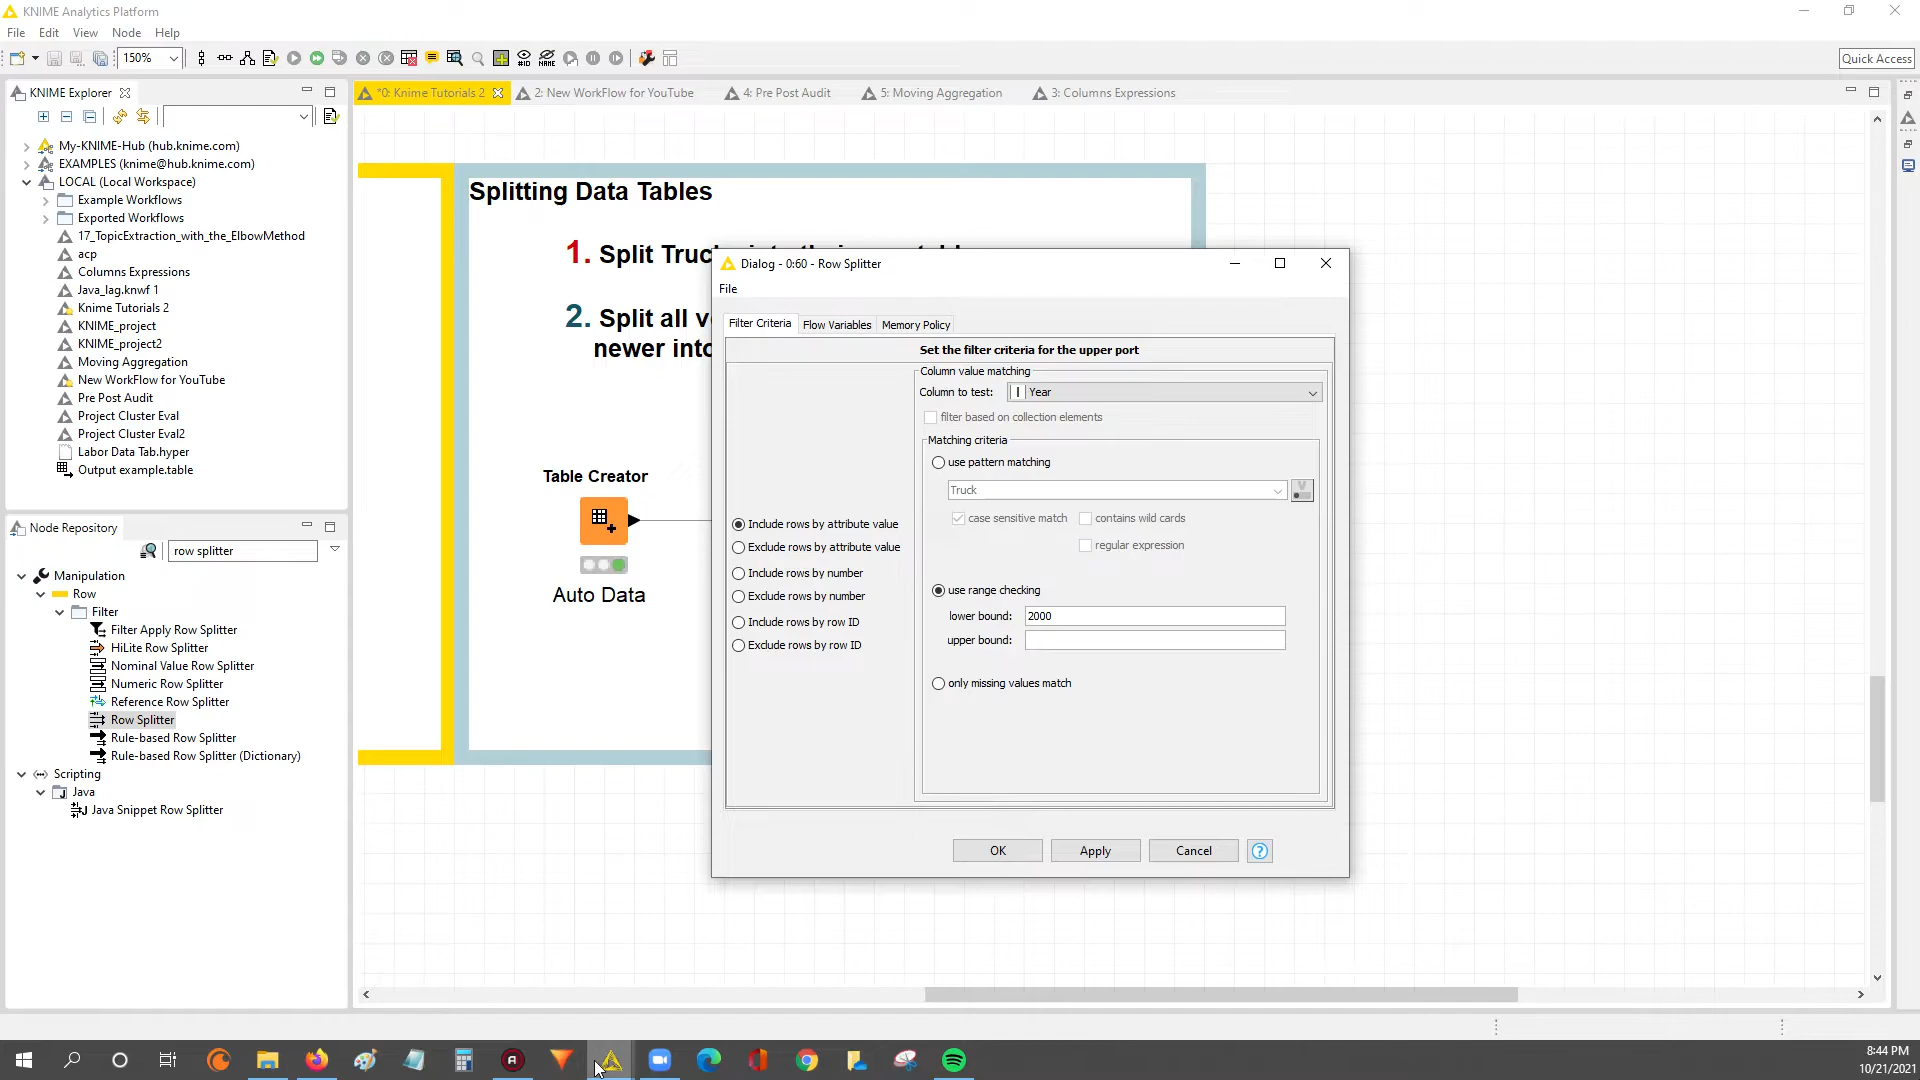 KNIME Analytics Platform
File Edit View Node Help
150%
Quick Access
KNIME Explorer
*0: Knime Tutorials 2
2: New WorkFlow for YouTube
4: Pre Post Audit
5: Moving Aggregation
3: Columns Expressions
My-KNIME-Hub (hub.knime.com)
EXAMPLES (knime@hub.knime.com)
LOCAL (Local Workspace)
Example Workflows
Exported Workflows
17_TopicExtraction_with_the_ElbowMethod
acp
Columns Expressions
Java_lag.knwf 1
Knime Tutorials 2
KNIME_project
KNIME_project2
Moving Aggregation
New WorkFlow for YouTube
Pre Post Audit
Project Cluster Eval
Project Cluster Eval2
Labor Data Tab.hyper
Output example.table
Node Repository
row splitter
Manipulation
Row
Filter
Filter Apply Row Splitter
HiLite Row Splitter
Nominal Value Row Splitter
Numeric Row Splitter
Reference Row Splitter
Row Splitter
Rule-based Row Splitter
Rule-based Row Splitter (Dictionary)
Scripting
Java
Java Snippet Row Splitter
Splitting Data Tables
1. Split
2. Split all
newer
Table Creator
Auto Data
Dialog - 0:60 - Row Splitter
File
Filter Criteria Flow Variables Memory Policy
Set the filter criteria for the upper port
Include rows by attribute value
Exclude rows by attribute value
Include rows by number
Exclude rows by number
Include rows by row ID
Exclude rows by row ID
Column value matching
Column to test: I Year
filter based on collection elements
Matching criteria
use pattern matching
Truck
case sensitive match contains wild cards
regular expression
use range checking
lower bound: 2000
upper bound:
only missing values match
OK Apply Cancel
8:44 PM
10/21/2021